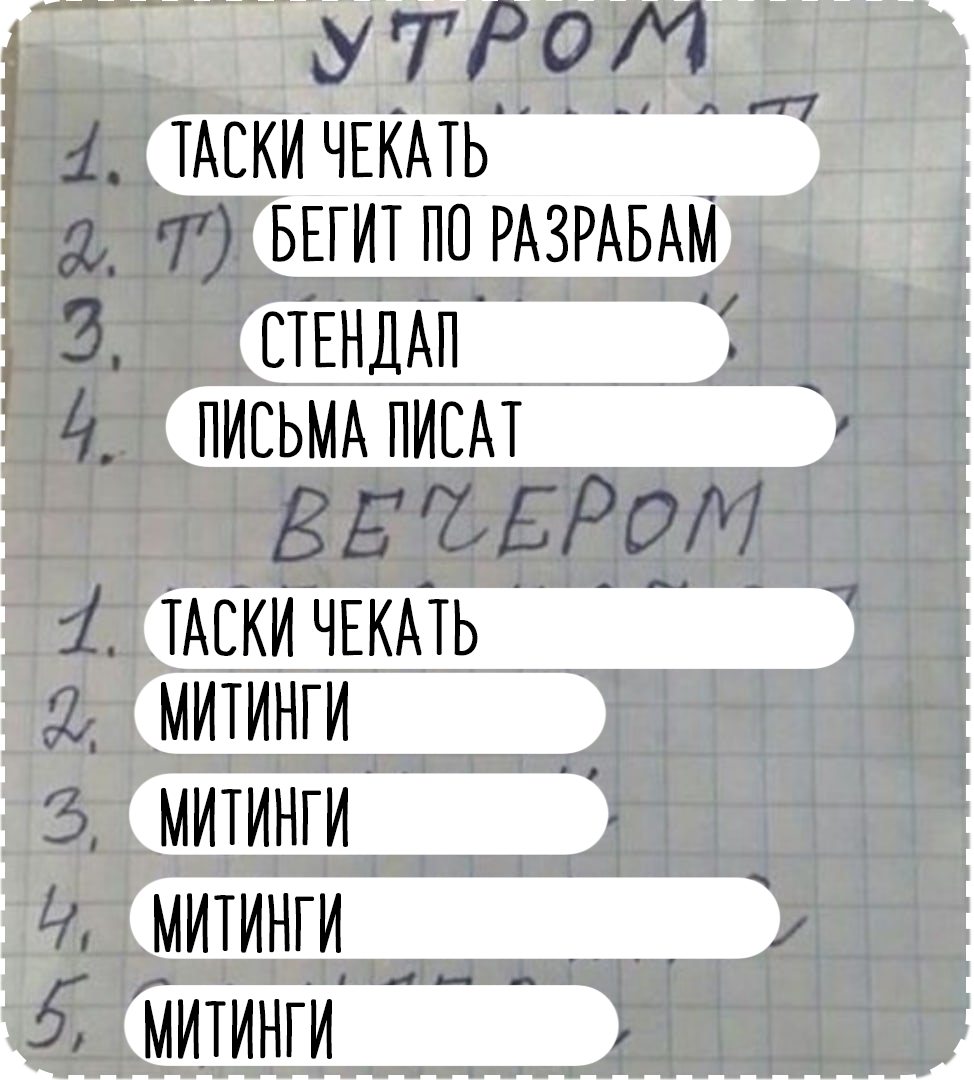 УТРОМ
1. ТАСКИ ЧЕКАТЬ
2. Т) БЕГИТ ПО РАЗРАБАМ
3. СТЕНДАП
4. ПИСЬМА ПИСАТ
ВЕЧЕРОМ
1. ТАСКИ ЧЕКАТЬ
2. МИТИНГИ
3. МИТИНГИ
4. МИТИНГИ
5. МИТИНГИ